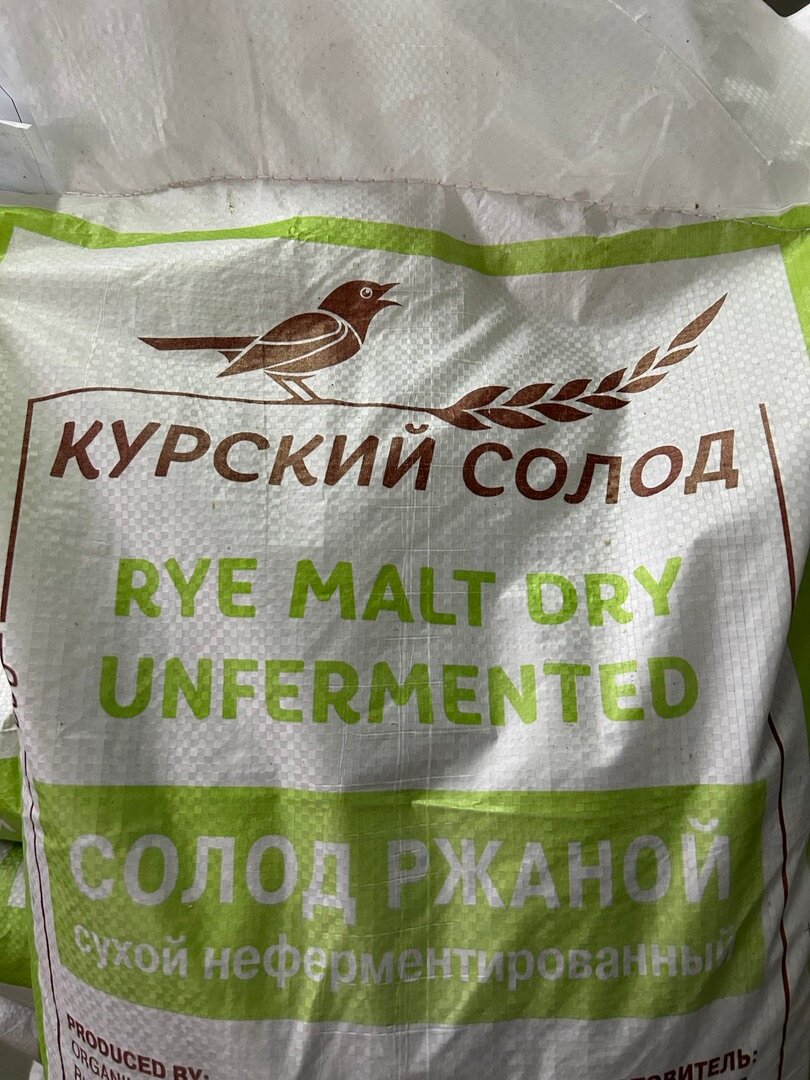 КУРСКИЙ СОЛОД
RYE MALT DRY
UNFERMENTED
СОЛОД РЖАНОЙ
сухой неферментированный
PRODUCED BY: